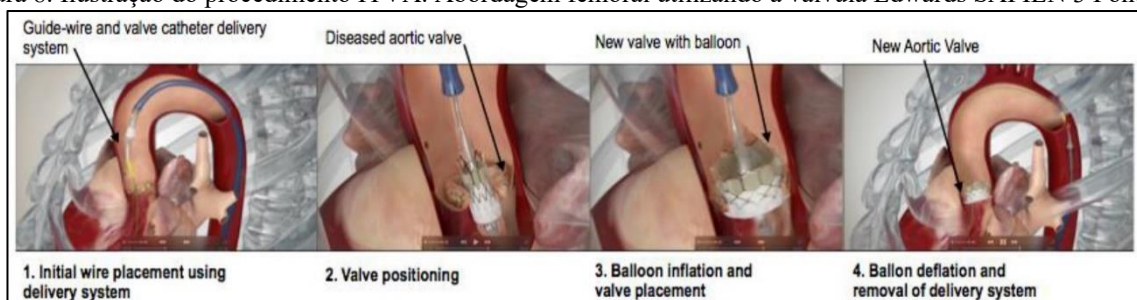 Guide-wire and valve catheter delivery
system
Diseased aortic valve
New valve with balloon
New Aortic Valve
1. Initial wire placement using
delivery system
2. Valve positioning
3. Balloon inflation and
valve placement
4. Ballon deflation and
removal of delivery system